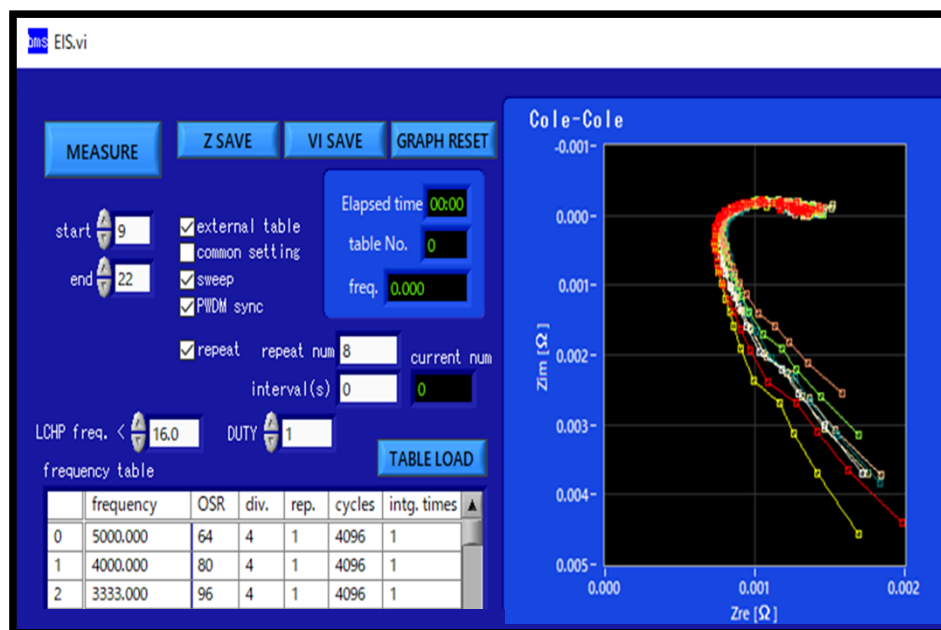 bms EIS.vi
MEASURE
Z SAVE
VI SAVE
GRAPH RESET
start 9
end 22
external table
common setting
sweep
PWDM sync
Elapsed time 00:00
table No. 0
freq. 0.000
repeat
repeat num 8
current num
interval(s) 0
0
LCHP freq. < 16.0
DUTY 1
TABLE LOAD
frequency table
frequency OSR div. rep. cycles intg. times
0 5000.000 64 4 1 4096 1
1 4000.000 80 4 1 4096 1
2 3333.000 96 4 1 4096 1
Cole-Cole
-0.001-
0.000-
0.001-
0.002-
0.003-
0.004-
0.005-
Zim [Ω]
0.000 0.001 0.002
Zre [Ω]